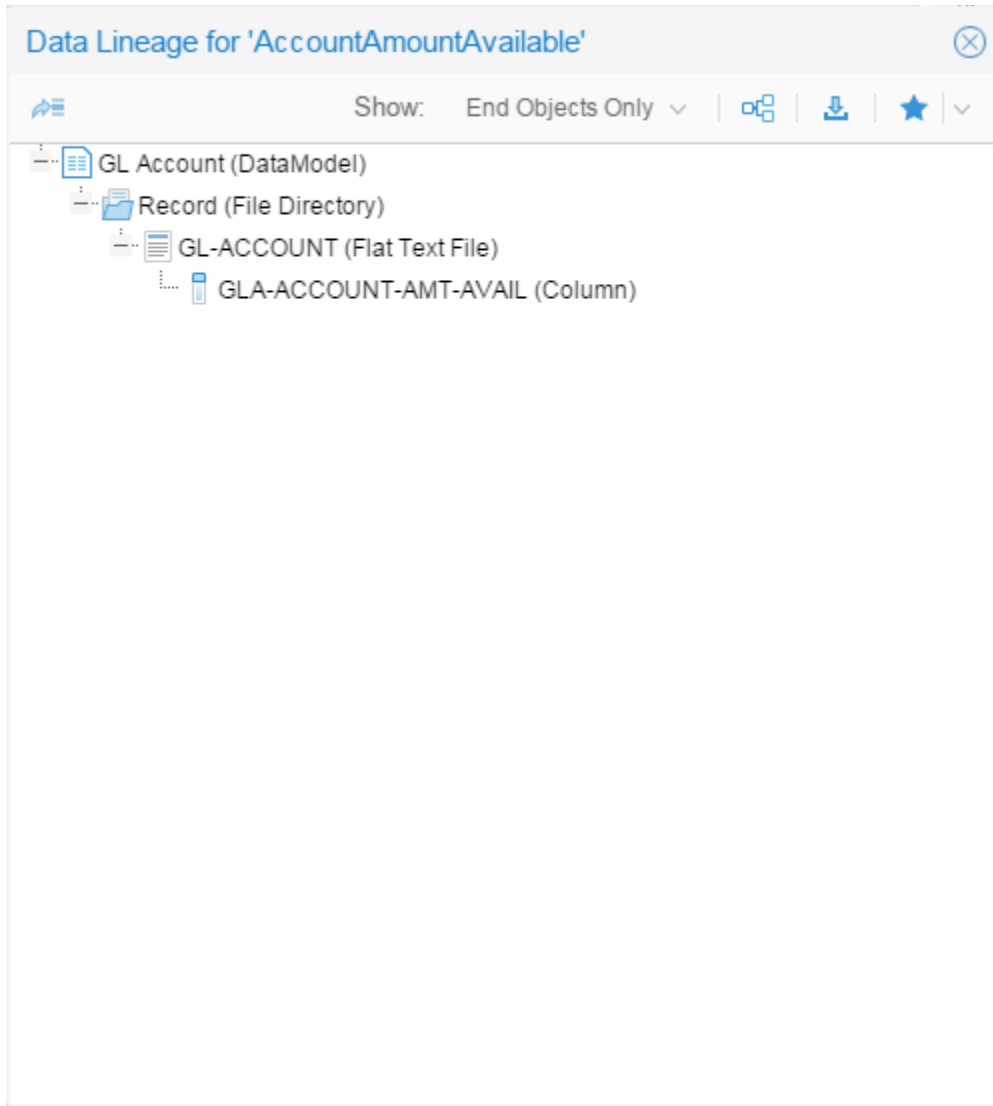 Data Lineage for 'AccountAmountAvailable'
Show: End Objects Only
GL Account (DataModel)
Record (File Directory)
GL-ACCOUNT (Flat Text File)
GLA-ACCOUNT-AMT-AVAIL (Column)